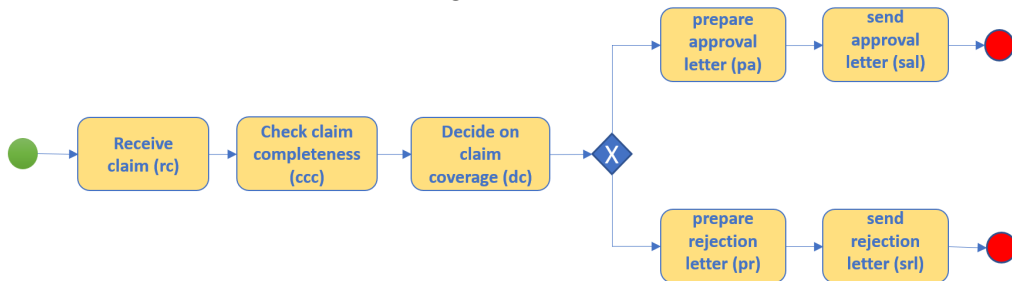 Receive
claim (rc)
Check claim
completeness
(ccc)
Decide on
claim
coverage (dc)
X
prepare
approval
letter (pa)
send
approval
letter (sal)
prepare
rejection
letter (pr)
send
rejection
letter (srl)